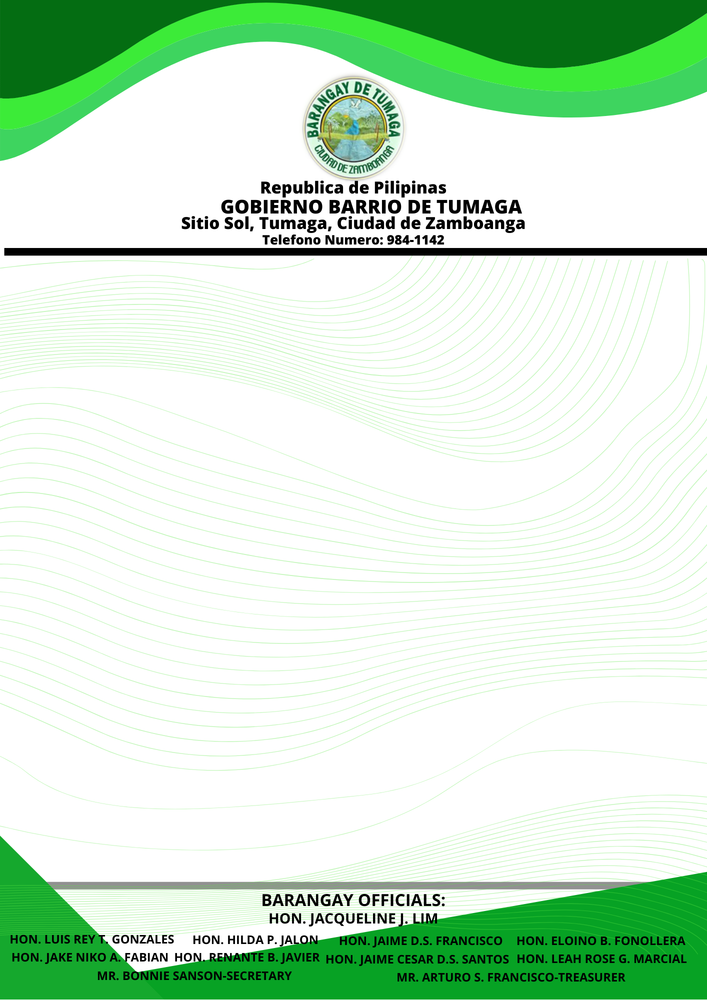 BARANGAY DE TUMAGA
CIUDAD DE ZAMBOANGA
Republica de Pilipinas
GOBIERNO BARRIO DE TUMAGA
Sitio Sol, Tumaga, Ciudad de Zamboanga
Telefono Numero: 984-1142
BARANGAY OFFICIALS:
HON. JACQUELINE J. LIM
HON. LUIS REY T. GONZALES HON. HILDA P. JALON HON. JAIME D.S. FRANCISCO HON. ELOINO B. FONOLLERA
HON. JAKE NIKO A. FABIAN HON. RENANTE B. JAVIER HON. JAIME CESAR D.S. SANTOS HON. LEAH ROSE G. MARCIAL
MR. BONNIE SANSON-SECRETARY MR. ARTURO S. FRANCISCO-TREASURER